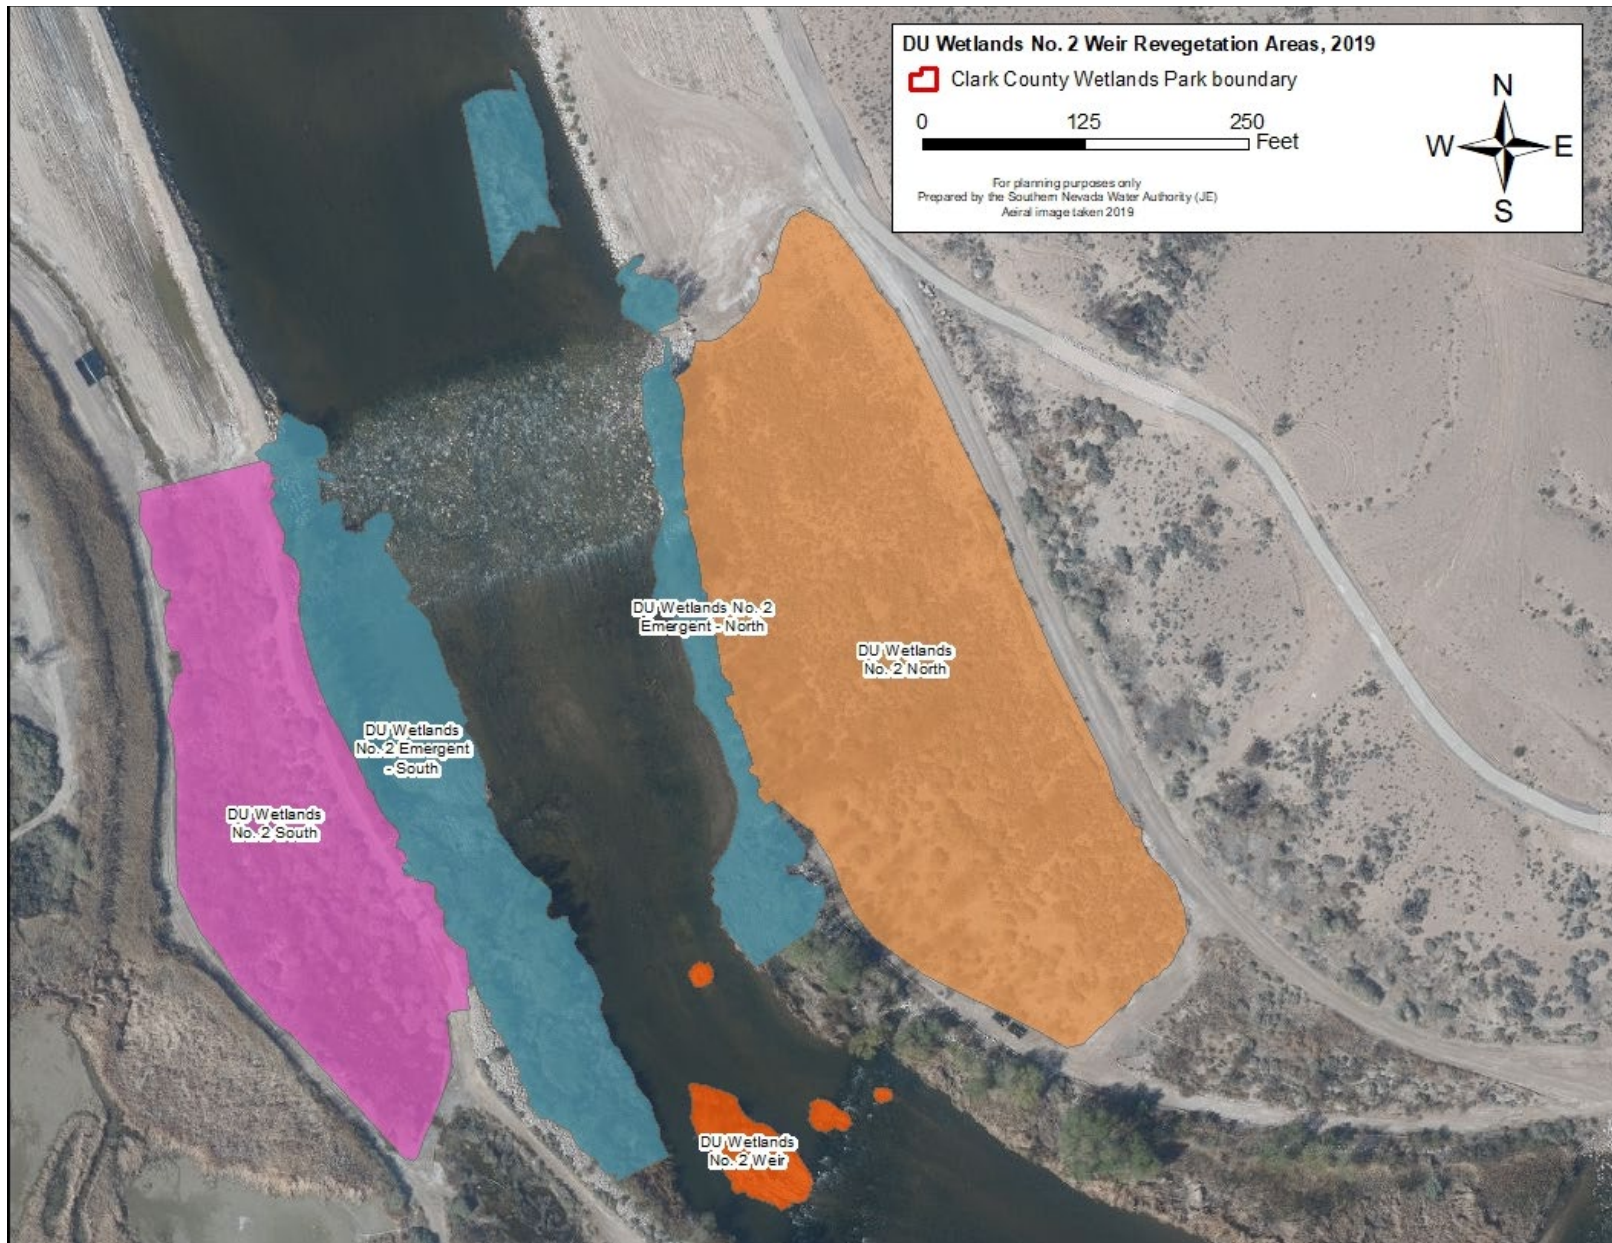 DU Wetlands No. 2 Weir Revegetation Areas, 2019
Clark County Wetlands Park boundary
0 125 250
Feet
For planning purposes only
Prepared by the Southern Nevada Water Authority (JE)
Aeiral image taken 2019
N
W E
S
DU Wetlands No. 2
Emergent - North
DU Wetlands
No. 2 North
DU Wetlands
No. 2 Emergent
- South
DU Wetlands
No. 2 South
DU Wetlands
No. 2 Weir